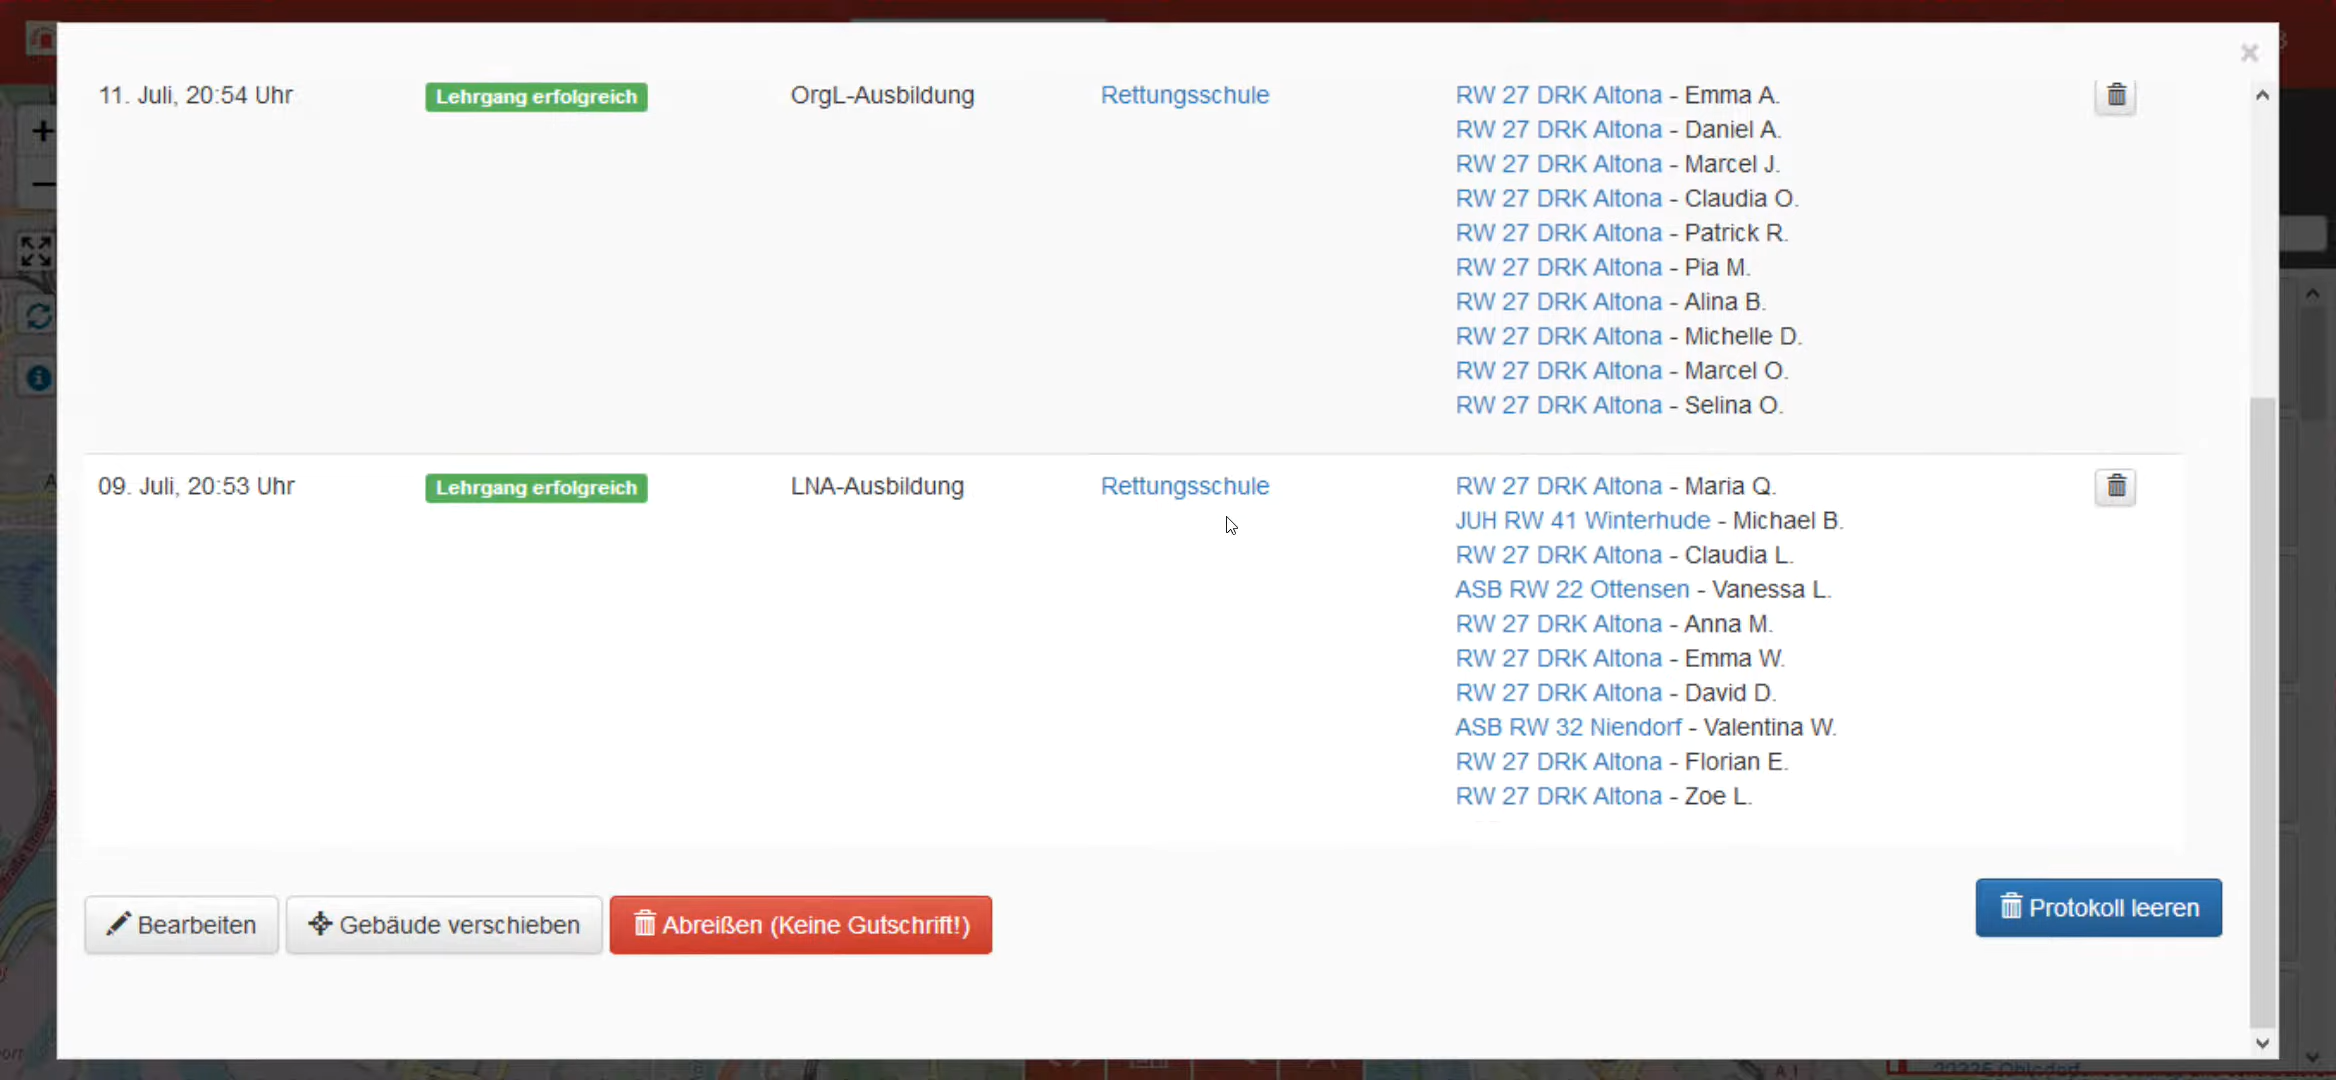 11. Juli, 20:54 Uhr Lehrgang erfolgreich OrgL-Ausbildung Rettungsschule RW 27 DRK Altona - Emma A.
RW 27 DRK Altona - Daniel A.
RW 27 DRK Altona - Marcel J.
RW 27 DRK Altona - Claudia O.
RW 27 DRK Altona - Patrick R.
RW 27 DRK Altona - Pia M.
RW 27 DRK Altona - Alina B.
RW 27 DRK Altona - Michelle D.
RW 27 DRK Altona - Marcel O.
RW 27 DRK Altona - Selina O.
09. Juli, 20:53 Uhr Lehrgang erfolgreich LNA-Ausbildung Rettungsschule RW 27 DRK Altona - Maria Q.
JUH RW 41 Winterhude - Michael B.
RW 27 DRK Altona - Claudia L.
ASB RW 22 Ottensen - Vanessa L.
RW 27 DRK Altona - Anna M.
RW 27 DRK Altona - Emma W.
RW 27 DRK Altona - David D.
ASB RW 32 Niendorf - Valentina W.
RW 27 DRK Altona - Florian E.
RW 27 DRK Altona - Zoe L.
Bearbeiten Gebäude verschieben Abreißen (Keine Gutschrift!) Protokoll leeren
A 1